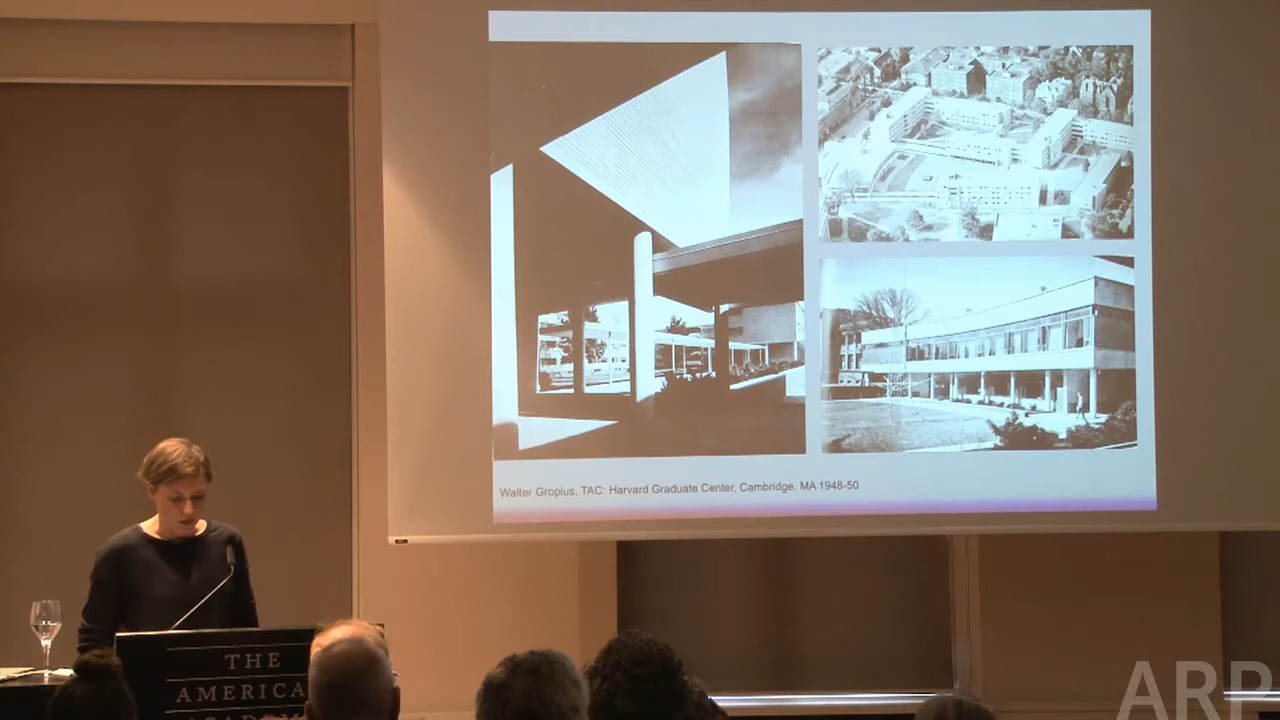 Walter Gropius, TAC: Harvard Graduate Center, Cambridge, MA 1948-50
THE
AMERICA
ARP